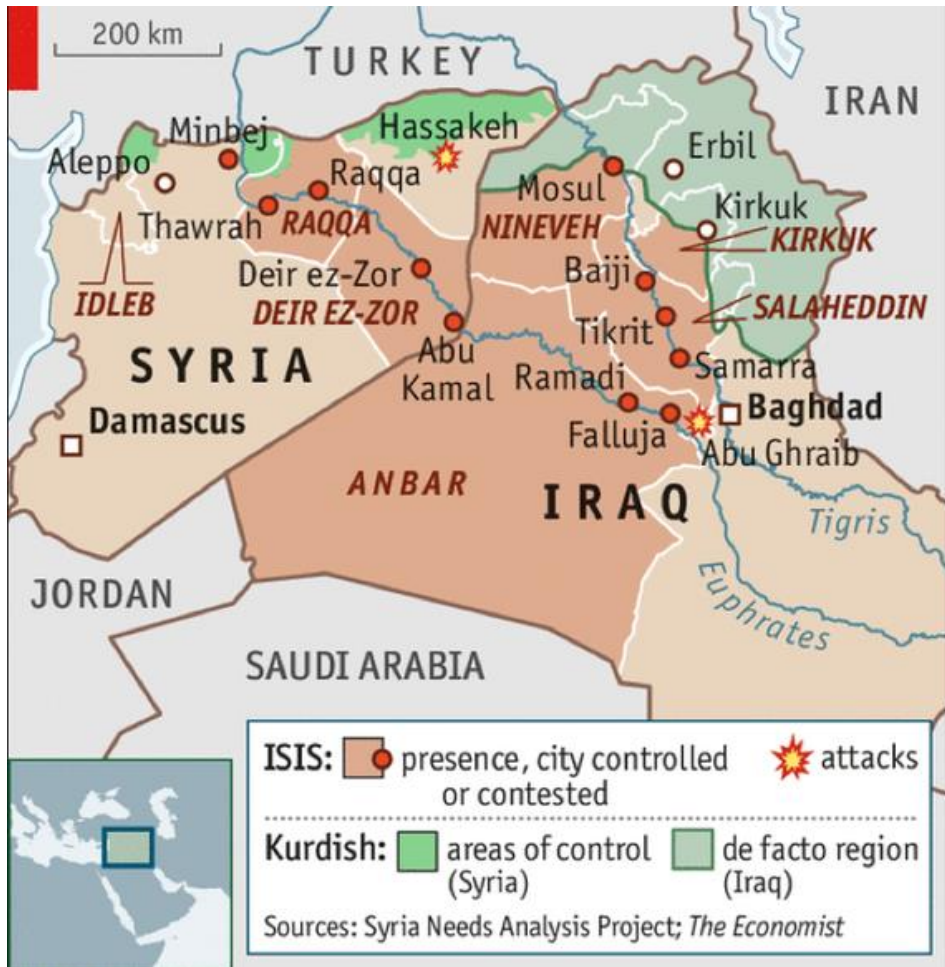 200 km
TURKEY
IRAN
Hassakeh
Minbej
Aleppo
Erbil
Raqqa
Mosul
Thawrah
RAQQA
NINEVEH
Kirkuk
KIRKUK
Deir ez-Zor
Baiji
IDLEB
DEIR EZ-ZOR
SALAHEDDIN
Tikrit
SYRIA
Abu
Kamal
Samarra
Ramadi
Damascus
Baghdad
Falluja
Abu Ghraib
ANBAR
IRAQ
Tigris
JORDAN
Euphrates
SAUDI ARABIA
ISIS: presence, city controlled
or contested
attacks
Kurdish: areas of control
(Syria)
de facto region
(Iraq)
Sources: Syria Needs Analysis Project; The Economist